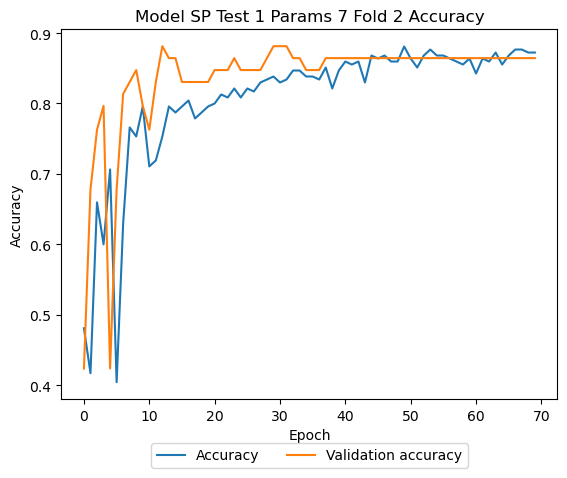 Model SP Test 1 Params 7 Fold 2 Accuracy
0.9
0.8
0.7
0.6
0.5
0.4
Accuracy
0 10 20 30 40 50 60 70
Epoch
Accuracy Validation accuracy